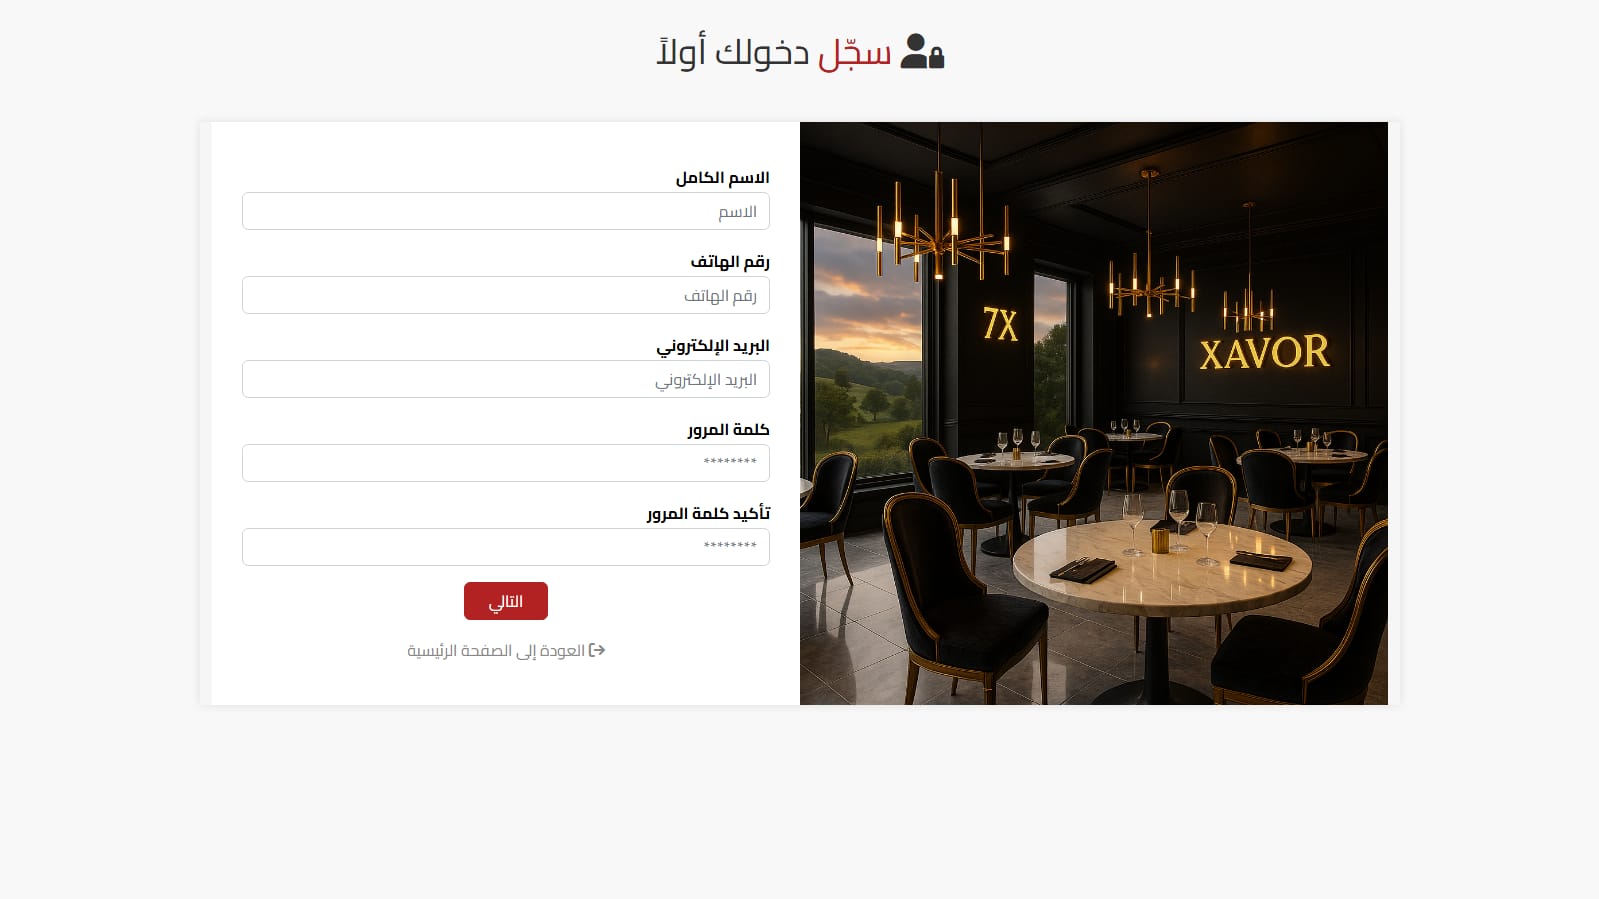 سجّل دخولك أولاً
الاسم الكامل
الاسم
رقم الهاتف
رقم الهاتف
البريد الإلكتروني
البريد الإلكتروني
كلمة المرور
********
تأكيد كلمة المرور
********
التالي
العودة إلى الصفحة الرئيسية
7X
XAVOR